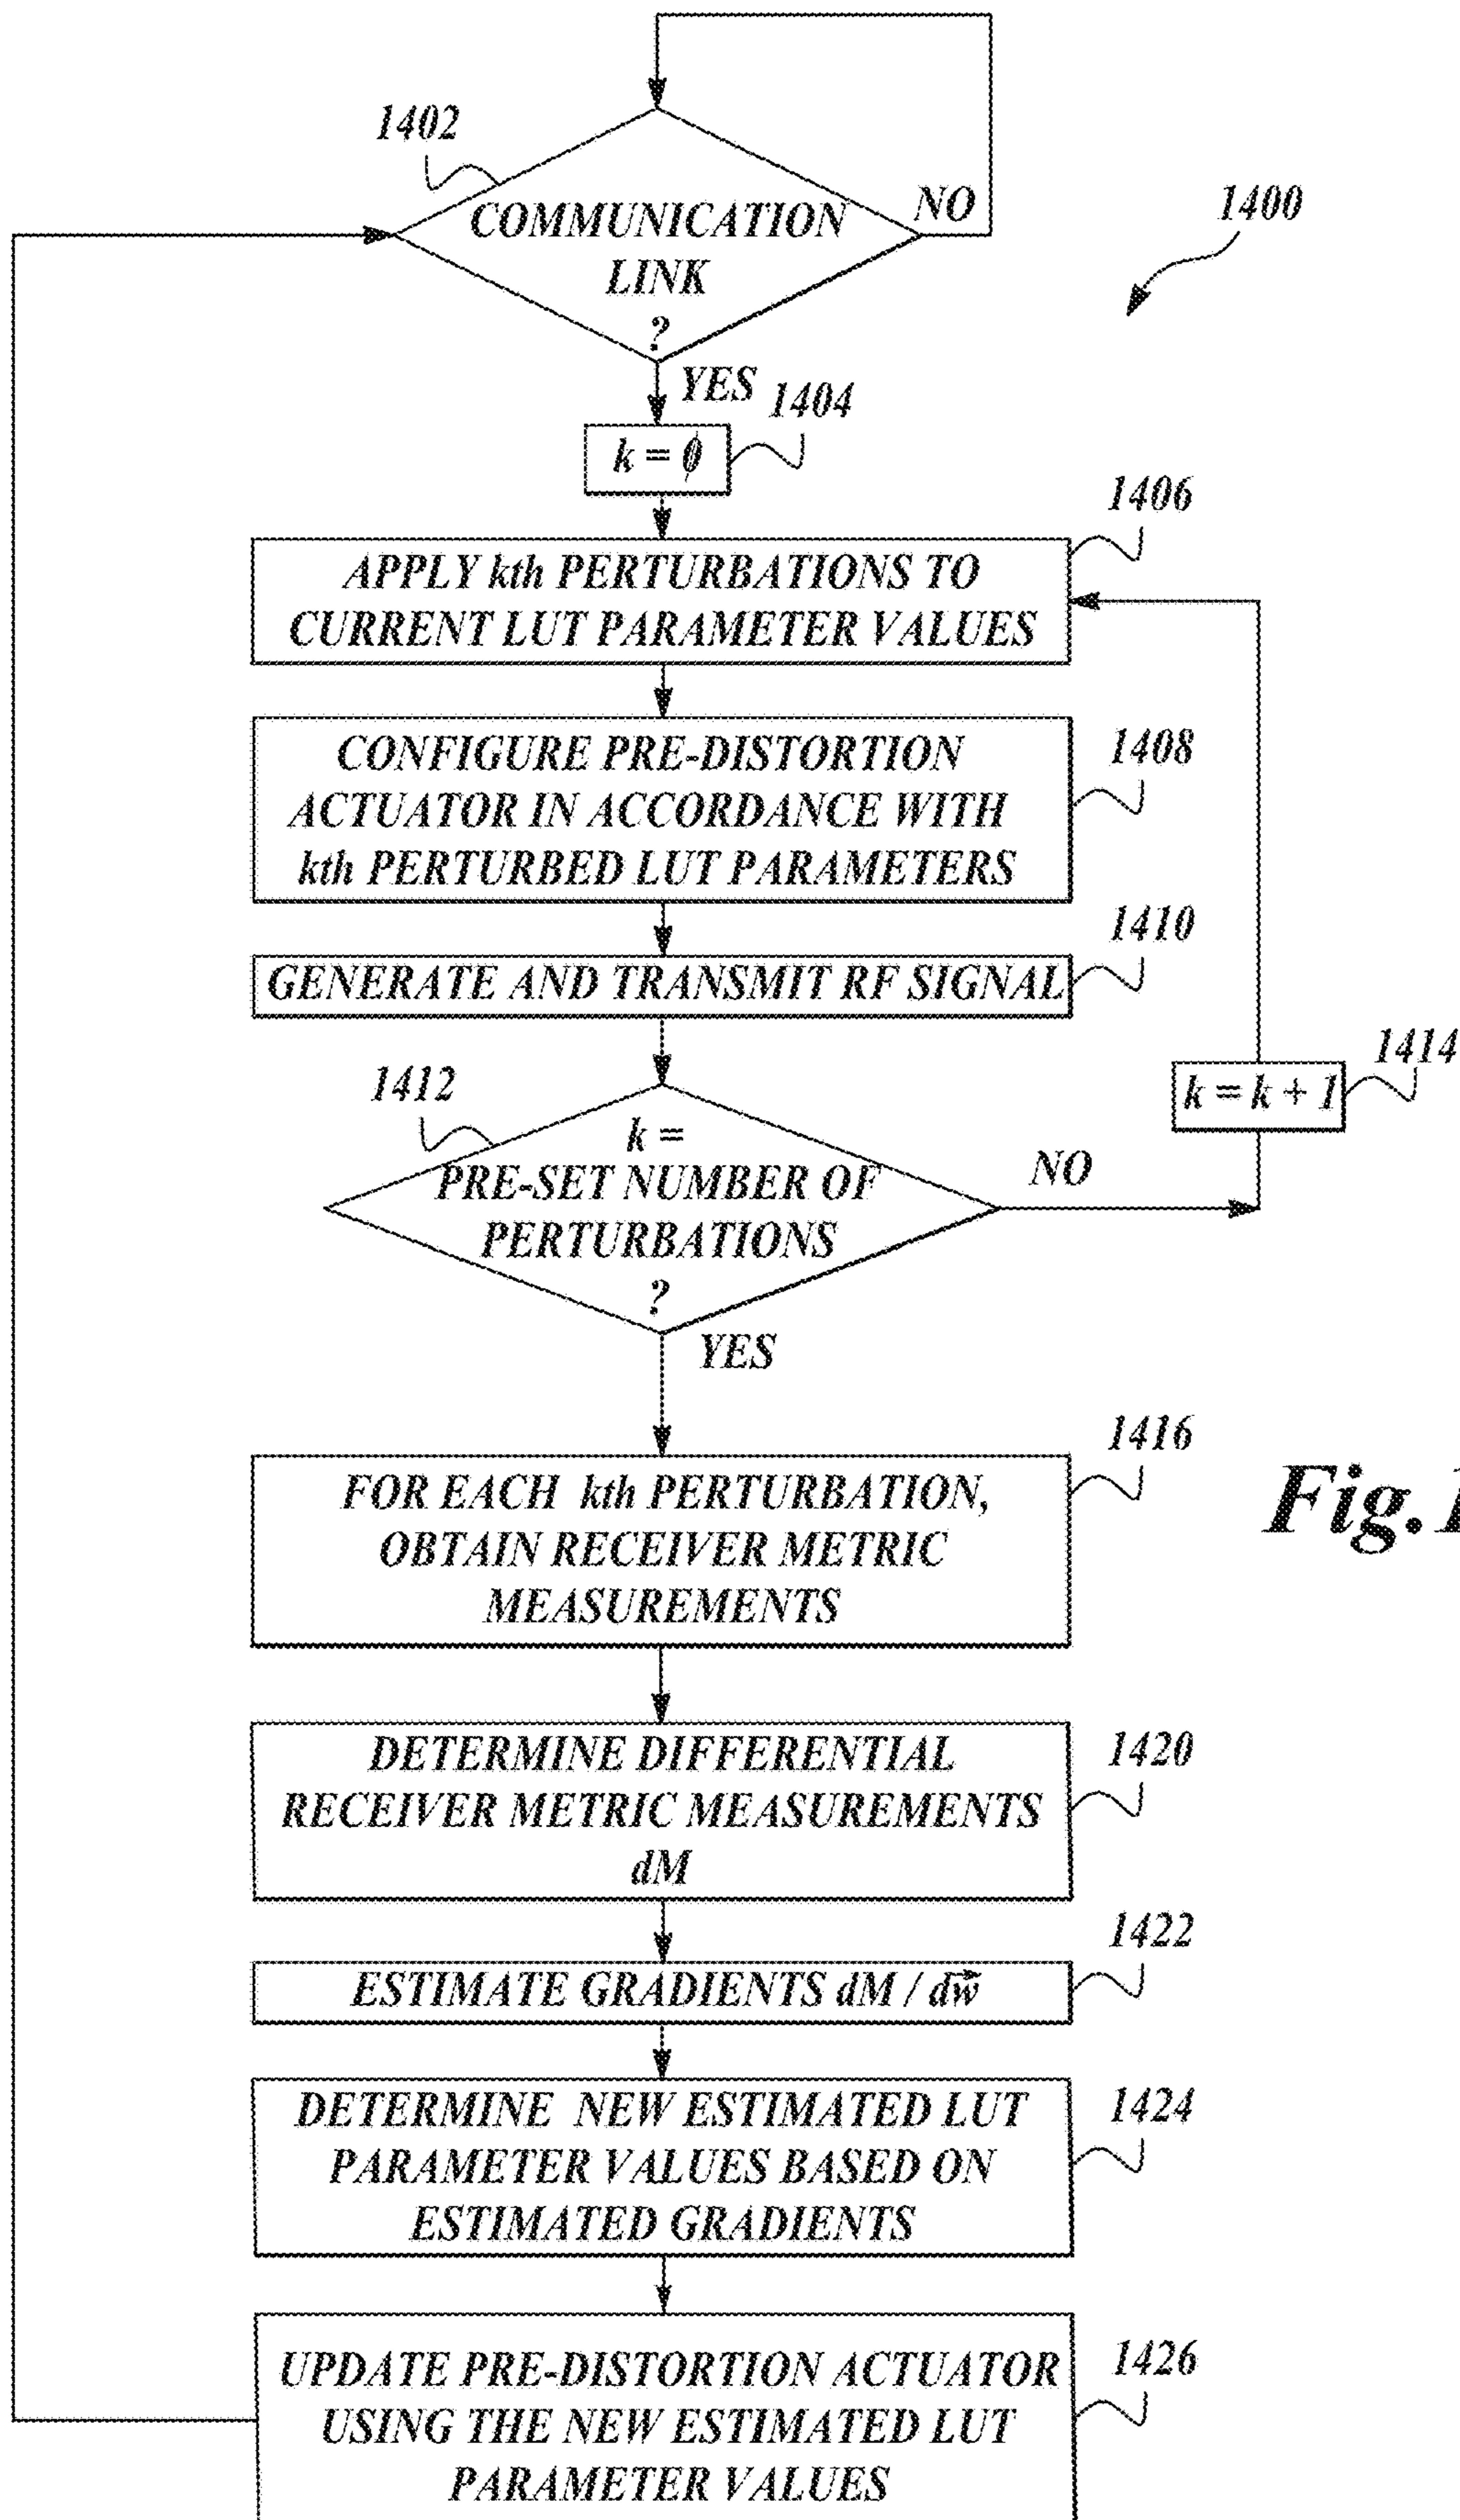 1402
COMMUNICATION
LINK
?
NO
1400
YES
1404
k = ϕ
1406
APPLY kth PERTURBATIONS TO
CURRENT LUT PARAMETER VALUES
CONFIGURE PRE-DISTORTION
ACTUATOR IN ACCORDANCE WITH
kth PERTURBED LUT PARAMETERS
1408
1410
GENERATE AND TRANSMIT RF SIGNAL
1412
k =
PRE-SET NUMBER OF
PERTURBATIONS
?
NO
k = k + 1
1414
YES
1416
FOR EACH kth PERTURBATION,
OBTAIN RECEIVER METRIC
MEASUREMENTS
Fig.1
DETERMINE DIFFERENTIAL
RECEIVER METRIC MEASUREMENTS
dM
1420
1422
ESTIMATE GRADIENTS dM / dw⃗
DETERMINE NEW ESTIMATED LUT
PARAMETER VALUES BASED ON
ESTIMATED GRADIENTS
1424
UPDATE PRE-DISTORTION ACTUATOR
USING THE NEW ESTIMATED LUT
PARAMETER VALUES
1426